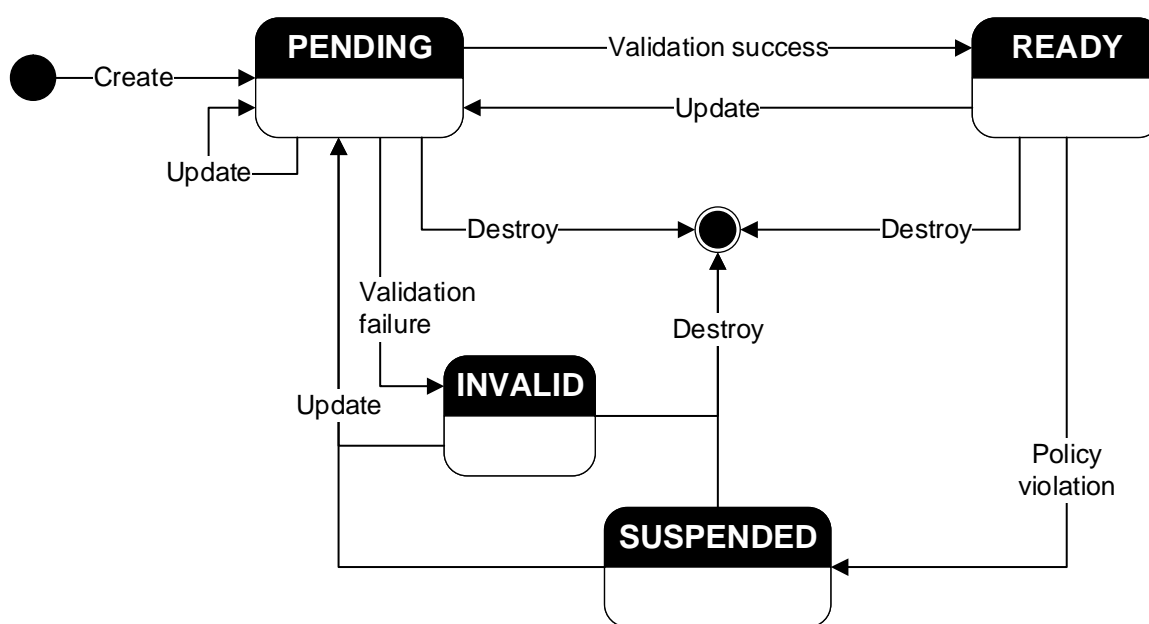 PENDING
Validation success
READY
Create
Update
Update
Destroy
Destroy
Validation
failure
Destroy
INVALID
Update
Policy
violation
SUSPENDED